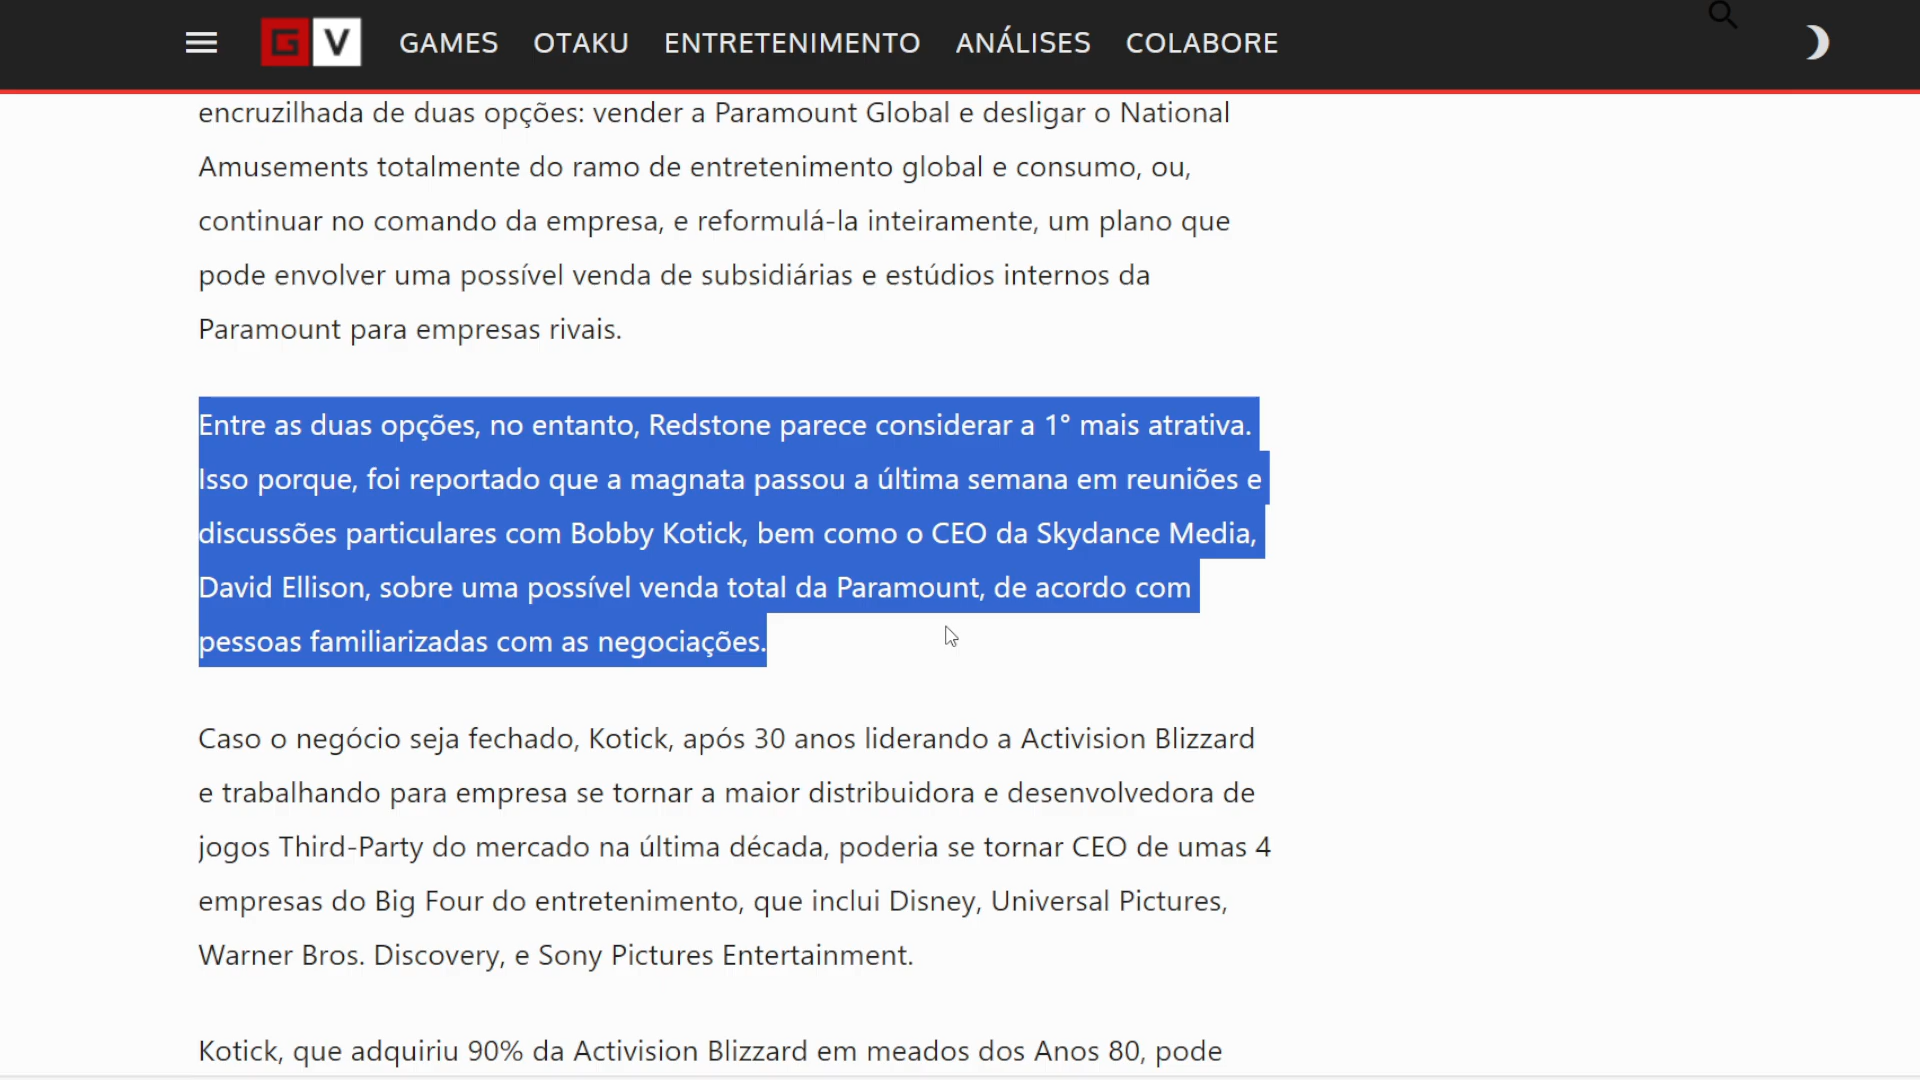 G V GAMES OTAKU ENTRETENIMENTO ANÁLISES COLABORE
encruzilhada de duas opções: vender a Paramount Global e desligar o National
Amusements totalmente do ramo de entretenimento global e consumo, ou,
continuar no comando da empresa, e reformulá-la inteiramente, um plano que
pode envolver uma possível venda de subsidiárias e estúdios internos da
Paramount para empresas rivais.
Entre as duas opções, no entanto, Redstone parece considerar a 1° mais atrativa.
Isso porque, foi reportado que a magnata passou a última semana em reuniões e
discussões particulares com Bobby Kotick, bem como o CEO da Skydance Media,
David Ellison, sobre uma possível venda total da Paramount, de acordo com
pessoas familiarizadas com as negociações.
Caso o negócio seja fechado, Kotick, após 30 anos liderando a Activision Blizzard
e trabalhando para empresa se tornar a maior distribuidora e desenvolvedora de
jogos Third-Party do mercado na última década, poderia se tornar CEO de umas 4
empresas do Big Four do entretenimento, que inclui Disney, Universal Pictures,
Warner Bros. Discovery, e Sony Pictures Entertainment.
Kotick, que adquiriu 90% da Activision Blizzard em meados dos Anos 80, pode